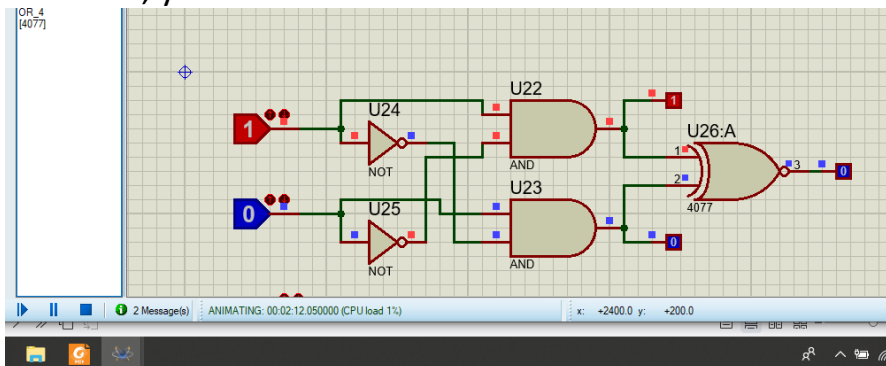 OR_4
[4077]
U22
1
U24
U26:A
1
1
3
0
NOT
AND
2
U23
4077
0
U25
0
NOT
AND
2 Message(s)
ANIMATING: 00:02:12.050000 (CPU load 1%)
x: +2400.0 y: +200.0
G